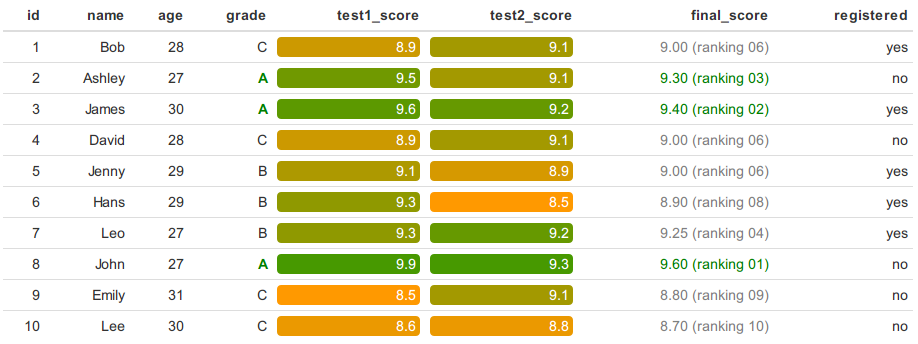 id name age grade test1_score test2_score final_score registered
1 Bob 28 C 8.9 9.1 9.00 (ranking 06) yes
2 Ashley 27 A 9.5 9.1 9.30 (ranking 03) no
3 James 30 A 9.6 9.2 9.40 (ranking 02) yes
4 David 28 C 8.9 9.1 9.00 (ranking 06) no
5 Jenny 29 B 9.1 8.9 9.00 (ranking 06) yes
6 Hans 29 B 9.3 8.5 8.90 (ranking 08) yes
7 Leo 27 B 9.3 9.2 9.25 (ranking 04) yes
8 John 27 A 9.9 9.3 9.60 (ranking 01) no
9 Emily 31 C 8.5 9.1 8.80 (ranking 09) no
10 Lee 30 C 8.6 8.8 8.70 (ranking 10) no